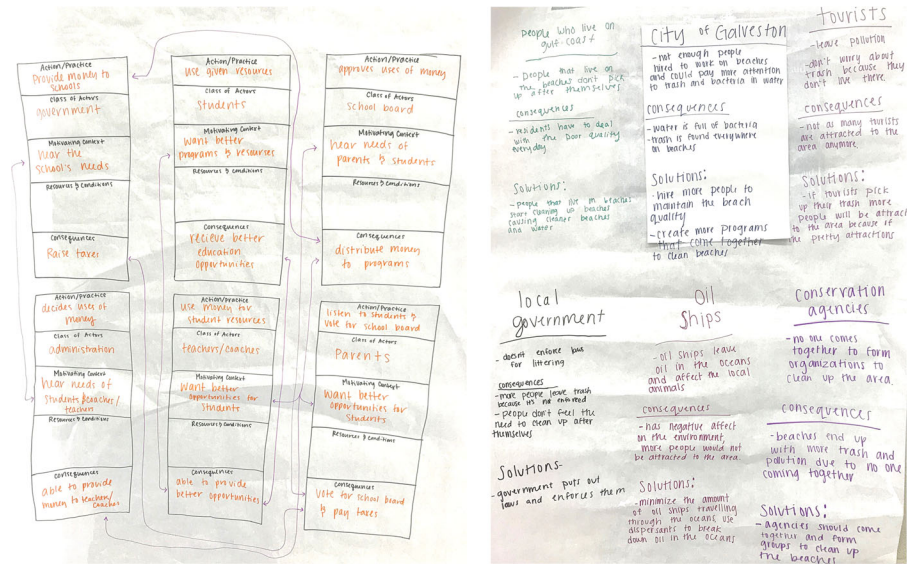 Action/Practice
Provide money to
schools
Class of Actors
government
Motivating Context
hear the
school's needs
Resources & Conditions
Consequences
Raise taxes
Action/Practice
use given resources
Class of Actors
Students
Motivating Context
want better
programs & resources
Resources & Conditions
Consequences
recieve better
education
opportunities
Action/Practice
approves uses of money
Class of Actors
school board
Motivating Context
hear needs of
parents & students
Resources & Conditions
Consequences
distribute money
to programs
Action/Practice
decides uses of
money
Class of Actors
administration
Motivating Context
hear needs of
students/coaches/
teachers
Resources & Conditions
Consequences
able to provide
money to teachers/
coaches
Action/Practice
use money for
student resources
Class of Actors
teachers/coaches
Motivating Context
want better
opportunities for
students
Resources & Conditions
Consequences
able to provide
better opportunities
Action/Practice
listen to students &
vote for school board
Class of Actors
Parents
Motivating Context
want better
opportunities for
students
Resources & Conditions
Consequences
Vote for school board
& pay taxes
people who live on
gulf-coast
- people that live on
the beaches don't pick
up after themselves
consequences
- residents have to deal
with the poor quality
everyday
Solutions:
- people that live in beaches
start cleaning up beaches
causing cleaner beaches
and water
City of Galveston
- not enough people
hired to work on beaches
and could pay more attention
to trash and bacteria in water
consequences
- water is full of bacteria
- trash is found everywhere
on beaches
Solutions:
- hire more people to
maintain the beach
quality
- create more programs
that come together
to clean beaches
tourists
- leave pollution
- don't worry about
trash because they
don't live there
consequences:
- not as many tourists
are attracted to the
area anymore.
Solutions:
- if tourists pick
up their trash more
people will be attrac
to the area because if
the pretty attractions
local
government
- doesn't enforce laws
for littering
consequences
- more people leave trash
because it's not enforced
- people don't feel the
need to clean up after
themselves
Solutions-
- government puts out
laws and enforces them
Oil
Ships
- oil ships leave
oil in the oceans
and affect the local
animals
consequences
- has negative affect
on the environment,
more people would not
be attracted to the area.
Solutions:
- minimize the amount
of oil ships travelling
through the oceans, use
dispersants to break
down oil in the oceans
Conservation
agencies
- no one comes
together to form
organizations to
clean up the area.
consequences
- beaches end up
with more trash and
polution due to no one
coming together
Solutions:
- agencies should come
together and form
groups to clean up
the beaches